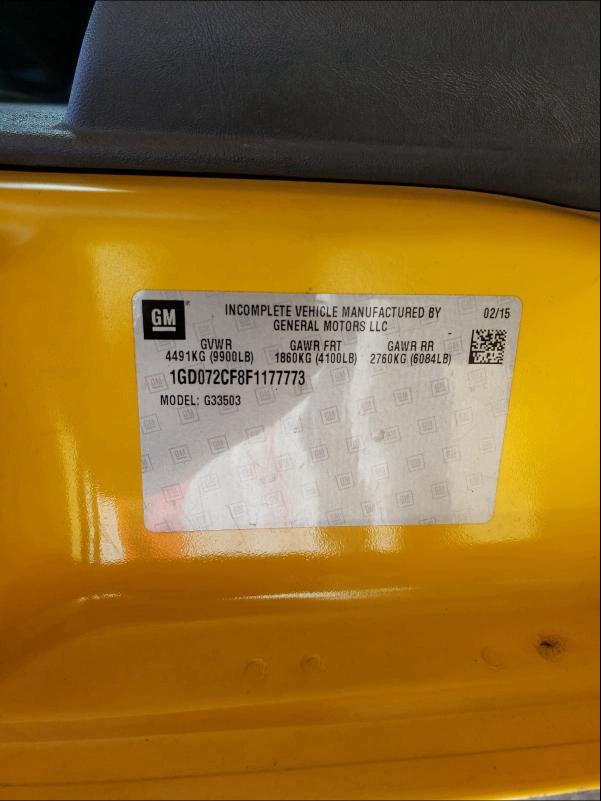 GM
INCOMPLETE VEHICLE MANUFACTURED BY
GENERAL MOTORS LLC
02/15
GVWR
4491KG (9900LB)
GAWR FRT
1860KG (4100LB)
GAWR RR
2760KG (6084LB)
1GD072CF8F1177773
MODEL: G33503